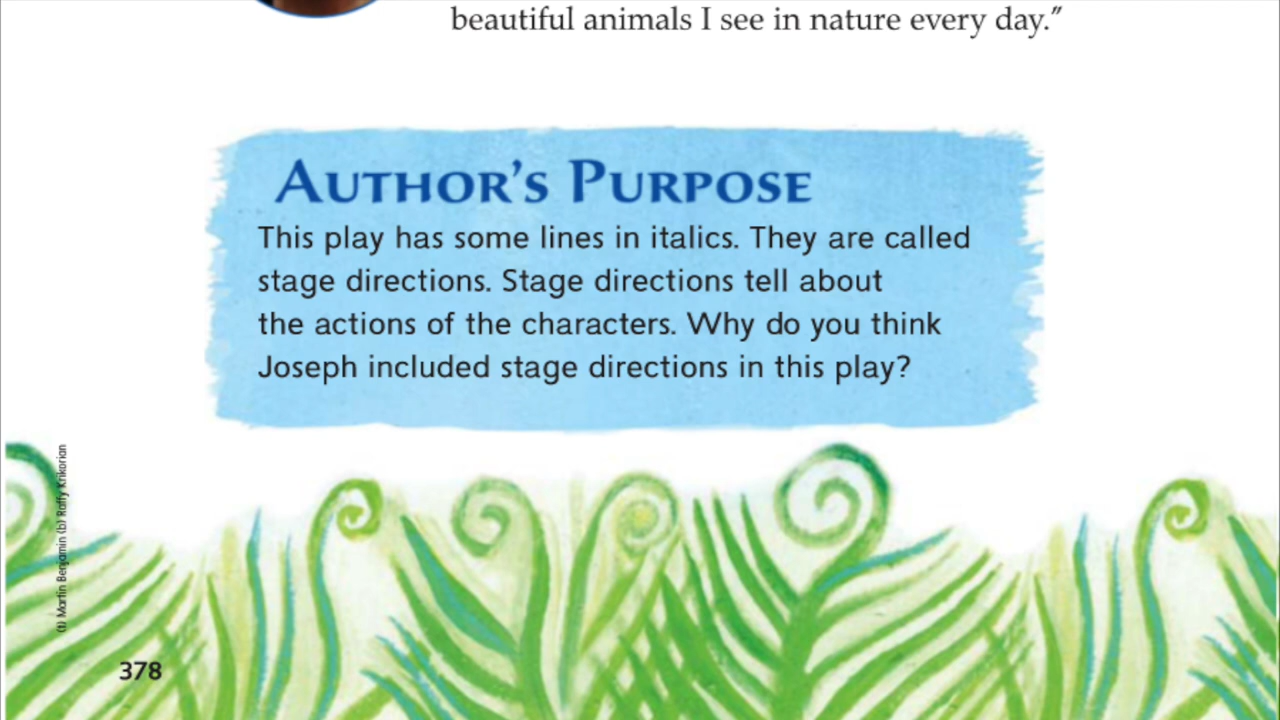 beautiful animals I see in nature every day.”
AUTHOR’S PURPOSE
This play has some lines in italics. They are called
stage directions. Stage directions tell about
the actions of the characters. Why do you think
Joseph included stage directions in this play?
(t) Martin Benjamin (b) Raffy Krikorian
378